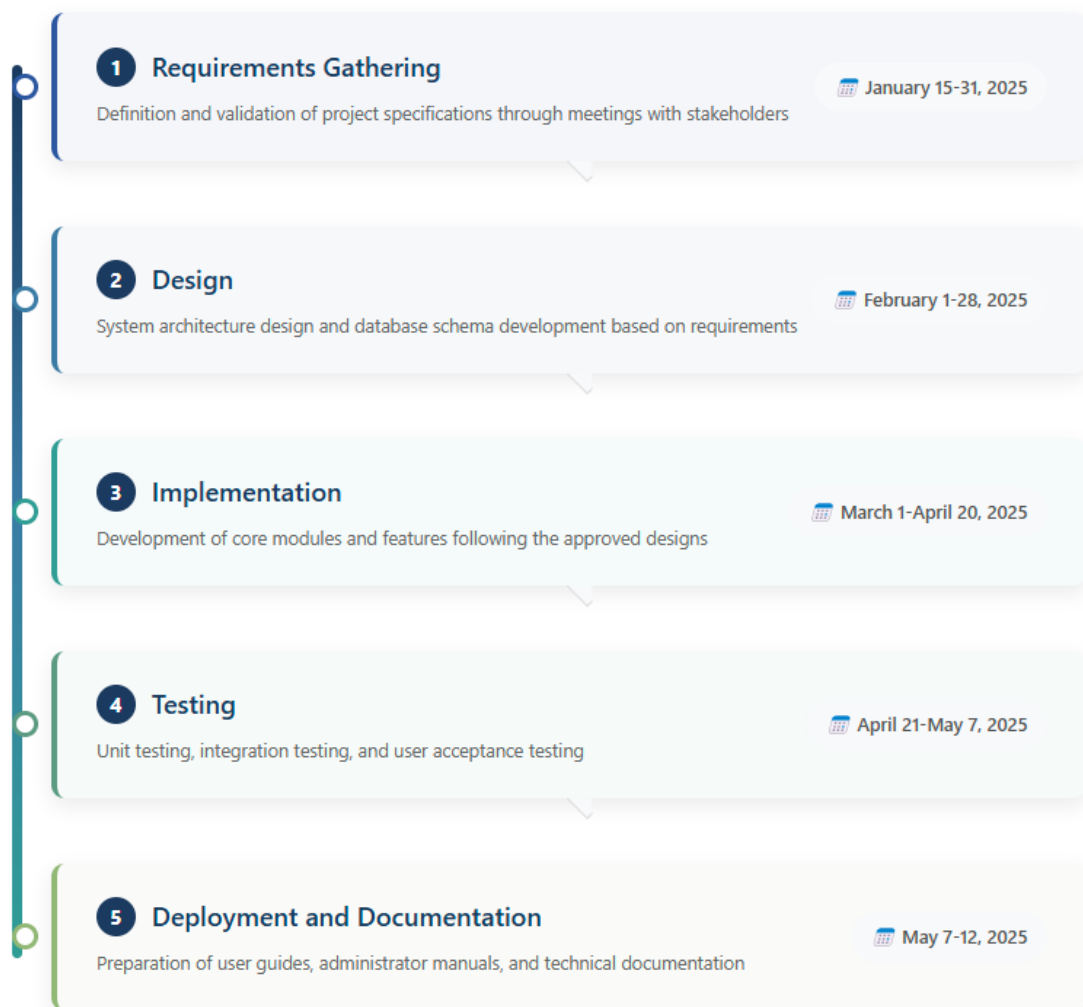 1 Requirements Gathering
January 15-31, 2025
Definition and validation of project specifications through meetings with stakeholders
2 Design
February 1-28, 2025
System architecture design and database schema development based on requirements
3 Implementation
March 1-April 20, 2025
Development of core modules and features following the approved designs
4 Testing
April 21-May 7, 2025
Unit testing, integration testing, and user acceptance testing
5 Deployment and Documentation
May 7-12, 2025
Preparation of user guides, administrator manuals, and technical documentation